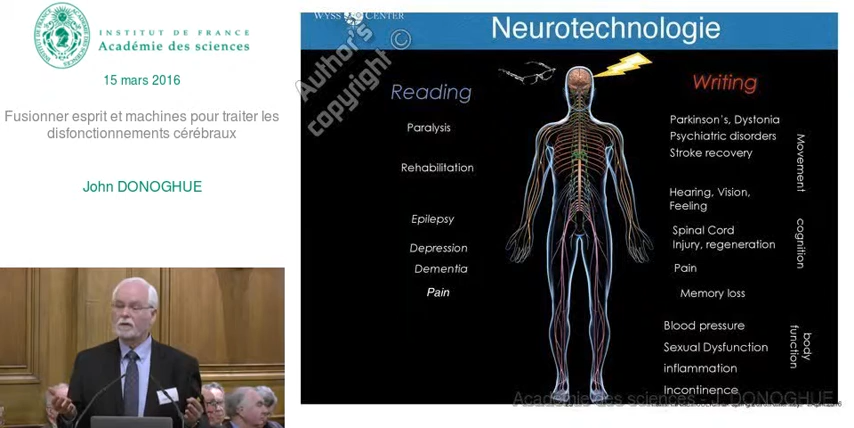 INSTITUT DE FRANCE
Académie des sciences
15 mars 2016
Fusionner esprit et machines pour traiter les
disfonctionnements cérébraux
John DONOGHUE
WYSS CENTER
Neurotechnologie
Author's
copyright ©
Reading
Paralysis
Rehabilitation
Epilepsy
Depression
Dementia
Pain
Writing
Parkinson's, Dystonia
Psychiatric disorders
Stroke recovery
Movement
Hearing, Vision,
Feeling
Spinal Cord
Injury, regeneration
Pain
Memory loss
cognition
Blood pressure
Sexual Dysfunction
inflammation
Incontinence
body
function
Académie des sciences - J. DONOGHUE